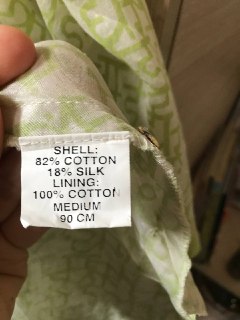 SHELL:
82% COTTON
18% SILK
LINING:
100% COTTON
MEDIUM
90 CM